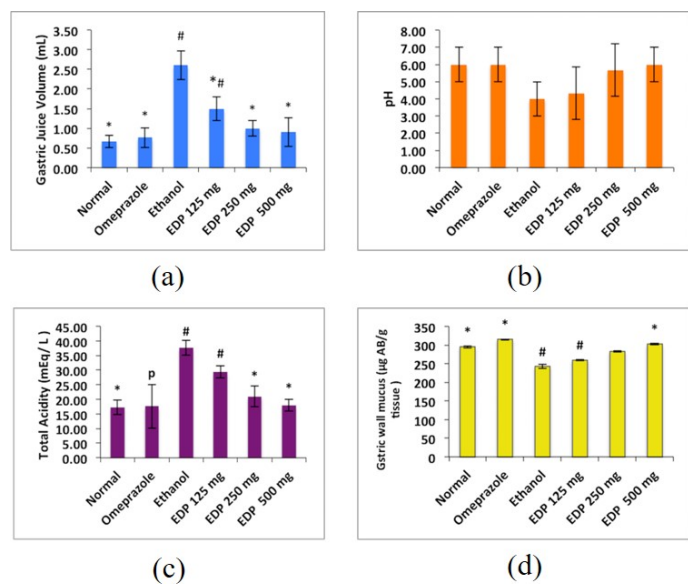 3.50
3.00
2.50
2.00
1.50
1.00
0.50
0.00
Gastric Juice Volume (mL)
*
*
#
*#
*
*
Normal
Omeprazole
Ethanol
EDP 125 mg
EDP 250 mg
EDP 500 mg
(a)
8.00
7.00
6.00
5.00
4.00
3.00
2.00
1.00
0.00
pH
Normal
Omeprazole
Ethanol
EDP 125 mg
EDP 250 mg
EDP 500 mg
(b)
45.00
40.00
35.00
30.00
25.00
20.00
15.00
10.00
5.00
0.00
Total Acidity (mEq/ L )
*
p
#
#
*
*
Normal
Omeprazole
Ethanol
EDP 125 mg
EDP 250 mg
EDP 500 mg
(c)
350
300
250
200
150
100
50
0
Gstric wall mucus (µg AB/g
tissue )
*
*
#
#
*
Normal
Omeprazole
Ethanol
EDP 125 mg
EDP 250 mg
EDP 500 mg
(d)